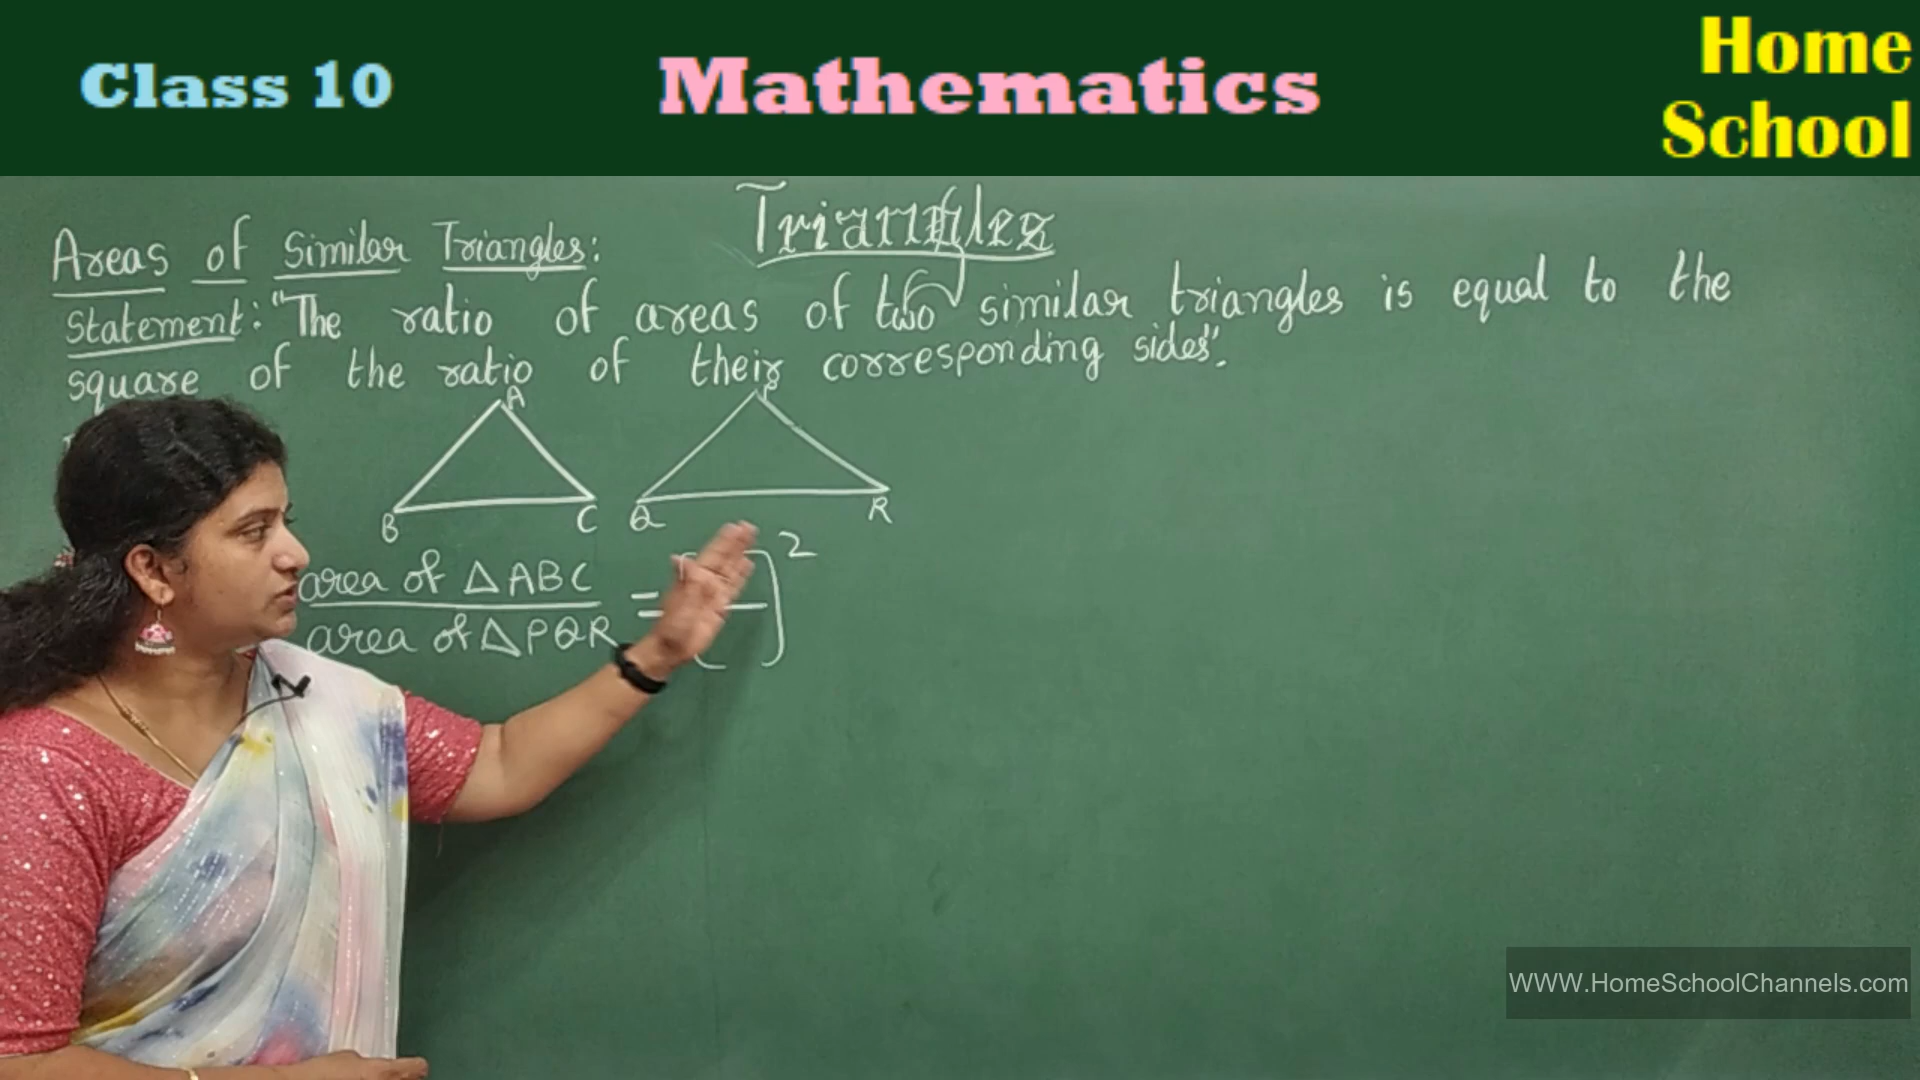 Class 10
Mathematics
Home
School
Triangles
Areas of Similar Triangles:
Statement: "The ratio of areas of two similar triangles is equal to the
square of the ratio of their corresponding sides".
A
P
B
C
Q
R
area of △ABC
area of △PQR
=
( )²
WWW.HomeSchoolChannels.com